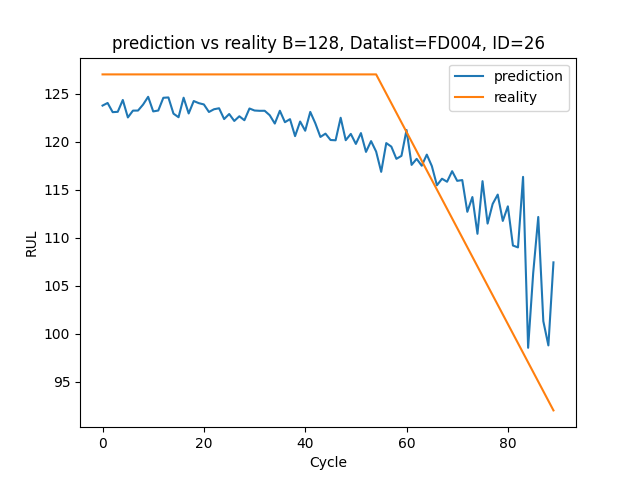 prediction vs reality B=128, Datalist=FD004, ID=26
prediction
reality
RUL
125
120
115
110
105
100
95
0 20 40 60 80
Cycle